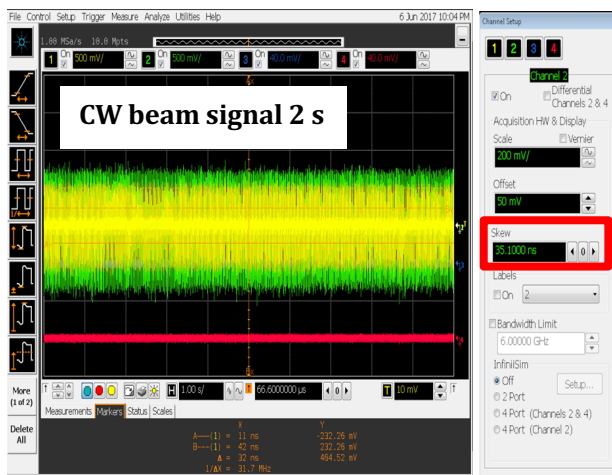 File Control Setup Trigger Measure Analyze Utilities Help 6 Jun 2017 10:04 PM
1.00 MSa/s 10.0 Mpts
1 On 500 mV/ 2 On 500 mV/ 3 On 40.0 mV/ 4 On 40.0 mV/
CW beam signal 2 s
More
(1 of 2)
Delete
All
H 1.00 s/ 66.6000000 µs 0 T 10 mV
Measurements Markers Status Scales
X Y
A---(1) = 11 ns -232.26 mV
B---(1) = 42 ns 232.26 mV
Δ = 32 ns 464.52 mV
1/ΔX = 31.7 MHz
Channel Setup
1 2 3 4
Channel 2
On
Differential
Channels 2 & 4
Acquisition HW & Display
Scale Vernier
200 mV/
Offset
50 mV
Skew
35.1000 ns 0
Labels
On 2
Bandwidth Limit
6.00000 GHz
InfiniiSim
Off Setup...
2 Port
4 Port (Channels 2 & 4)
4 Port (Channel 2)